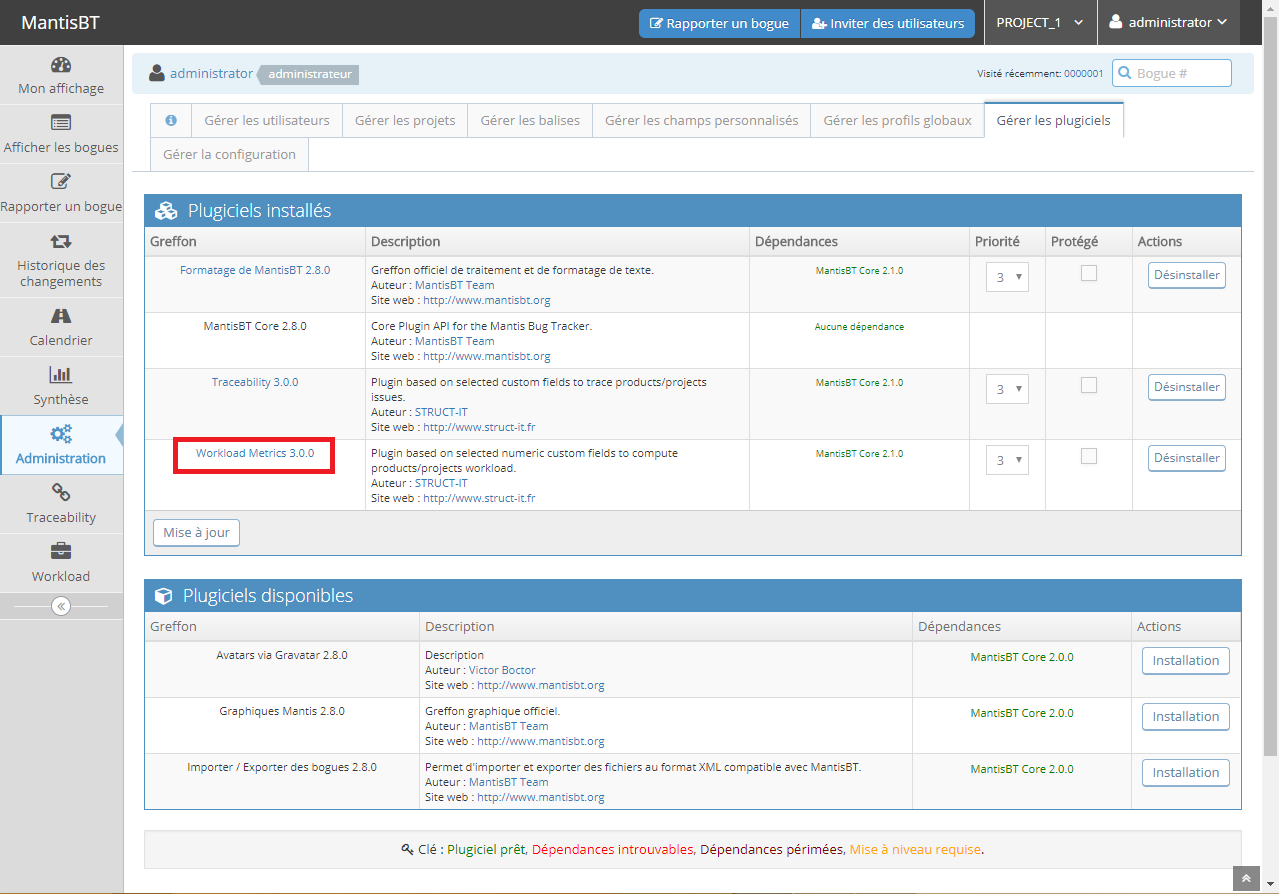 MantisBT
Rapporter un bogue
Inviter des utilisateurs
PROJECT_1
administrator
Mon affichage
Afficher les bogues
Rapporter un bogue
Historique des
changements
Calendrier
Synthèse
Administration
Traceability
Workload
administrator administrateur
Visité récemment: 0000001
Bogue #
Gérer les utilisateurs
Gérer les projets
Gérer les balises
Gérer les champs personnalisés
Gérer les profils globaux
Gérer les plugiciels
Gérer la configuration
Plugiciels installés
Greffon Description Dépendances Priorité Protégé Actions
Formatage de MantisBT 2.8.0
Greffon officiel de traitement et de formatage de texte.
Auteur : MantisBT Team
Site web : http://www.mantisbt.org
MantisBT Core 2.1.0
3
Désinstaller
MantisBT Core 2.8.0
Core Plugin API for the Mantis Bug Tracker.
Auteur : MantisBT Team
Site web : http://www.mantisbt.org
Aucune dépendance
Traceability 3.0.0
Plugin based on selected custom fields to trace products/projects
issues.
Auteur : STRUCT-IT
Site web : http://www.struct-it.fr
MantisBT Core 2.1.0
3
Désinstaller
Workload Metrics 3.0.0
Plugin based on selected numeric custom fields to compute
products/projects workload.
Auteur : STRUCT-IT
Site web : http://www.struct-it.fr
MantisBT Core 2.1.0
3
Désinstaller
Mise à jour
Plugiciels disponibles
Greffon Description Dépendances Actions
Avatars via Gravatar 2.8.0
Description
Auteur : Victor Boctor
Site web : http://www.mantisbt.org
MantisBT Core 2.0.0
Installation
Graphiques Mantis 2.8.0
Greffon graphique officiel.
Auteur : MantisBT Team
Site web : http://www.mantisbt.org
MantisBT Core 2.0.0
Installation
Importer / Exporter des bogues 2.8.0
Permet d'importer et exporter des fichiers au format XML compatible avec MantisBT.
Auteur : MantisBT Team
Site web : http://www.mantisbt.org
MantisBT Core 2.0.0
Installation
Clé : Plugiciel prêt, Dépendances introuvables, Dépendances périmées, Mise à niveau requise.